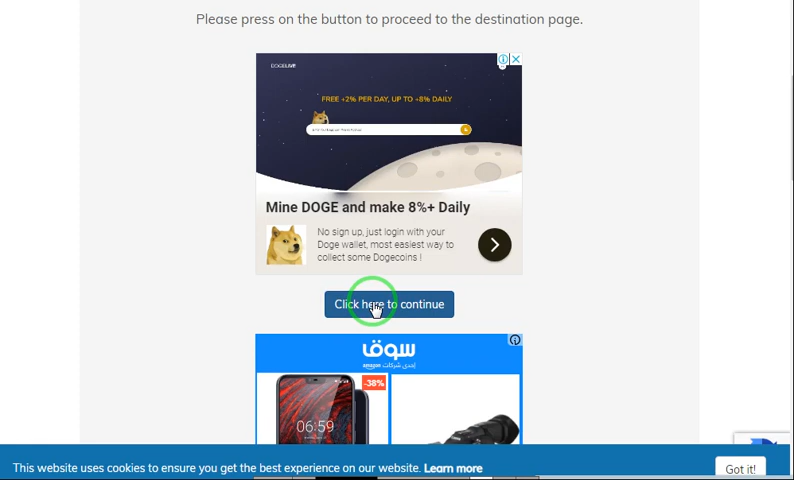 Please press on the button to proceed to the destination page.
DOGELIVE
FREE +2% PER DAY, UP TO +8% DAILY
Mine DOGE and make 8%+ Daily
No sign up, just login with your
Doge wallet, most easiest way to
collect some Dogecoins !
Click here to continue
سوق
إحدى شركات amazon
-38%
06:59
This website uses cookies to ensure you get the best experience on our website. Learn more
Got it!